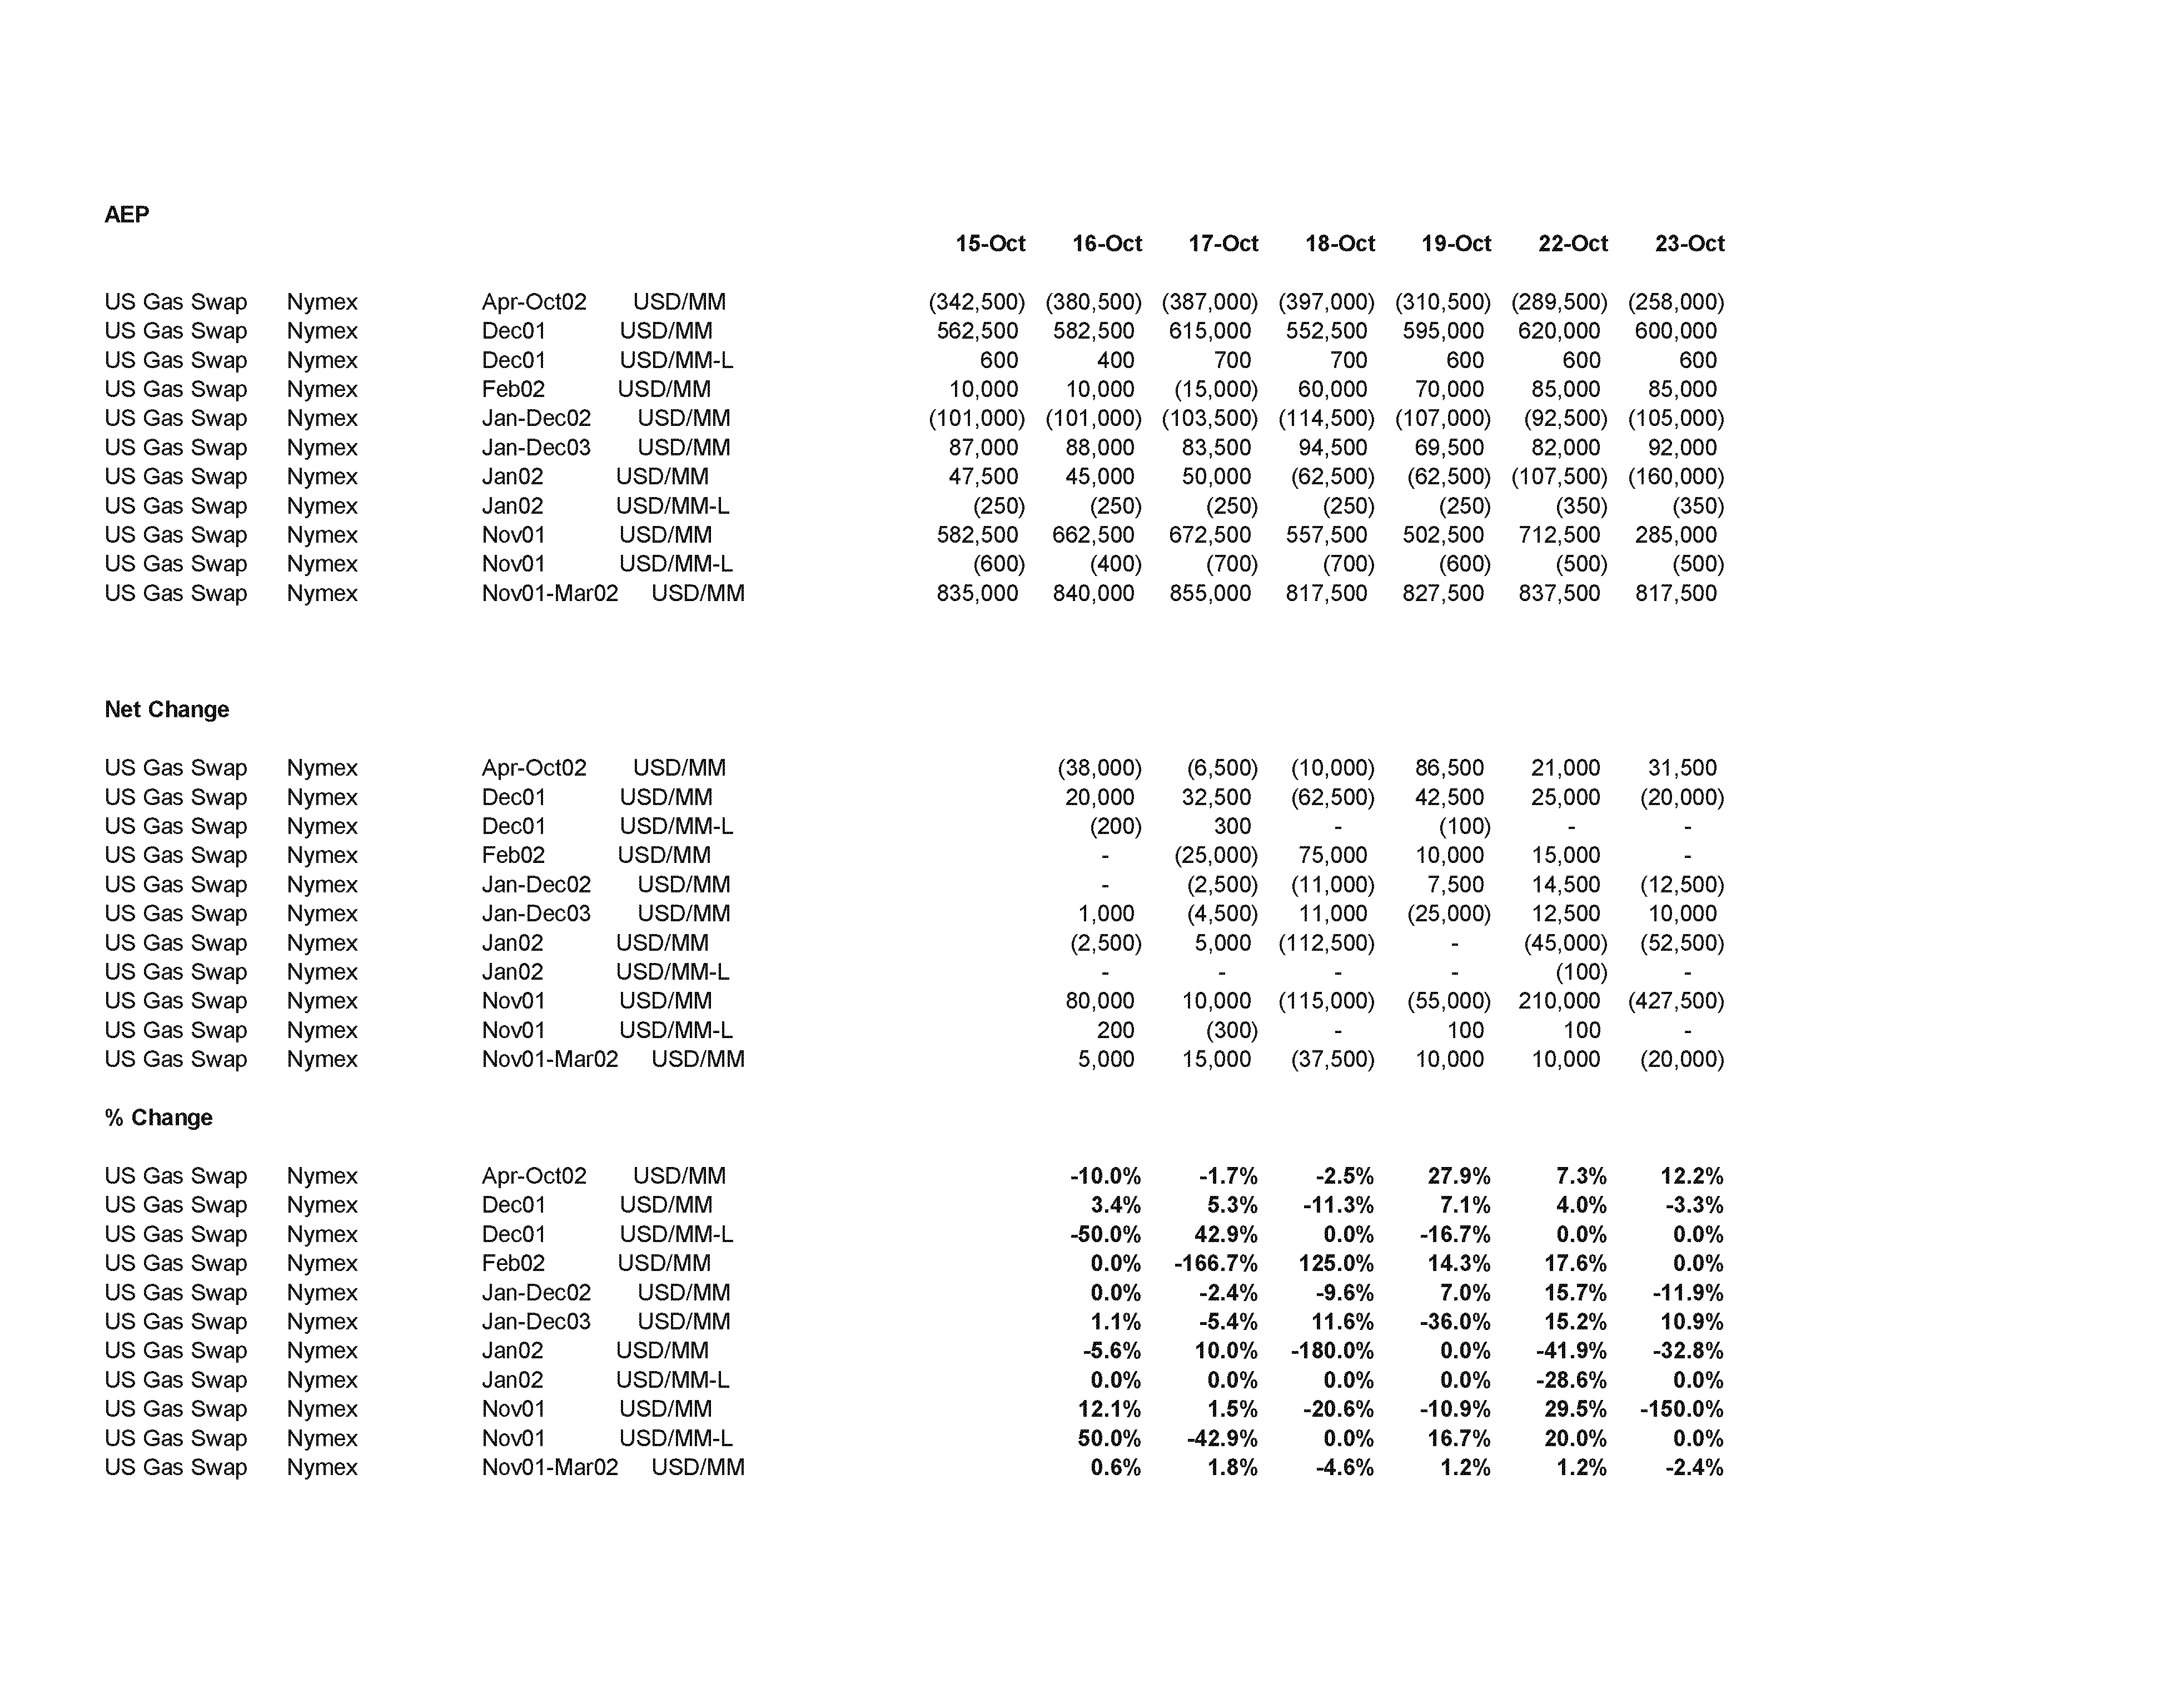 AEP
15-Oct 16-Oct 17-Oct 18-Oct 19-Oct 22-Oct 23-Oct
US Gas Swap Nymex Apr-Oct02 USD/MM (342,500) (380,500) (387,000) (397,000) (310,500) (289,500) (258,000)
US Gas Swap Nymex Dec01 USD/MM 562,500 582,500 615,000 552,500 595,000 620,000 600,000
US Gas Swap Nymex Dec01 USD/MM-L 600 400 700 700 600 600 600
US Gas Swap Nymex Feb02 USD/MM 10,000 10,000 (15,000) 60,000 70,000 85,000 85,000
US Gas Swap Nymex Jan-Dec02 USD/MM (101,000) (101,000) (103,500) (114,500) (107,000) (92,500) (105,000)
US Gas Swap Nymex Jan-Dec03 USD/MM 87,000 88,000 83,500 94,500 69,500 82,000 92,000
US Gas Swap Nymex Jan02 USD/MM 47,500 45,000 50,000 (62,500) (62,500) (107,500) (160,000)
US Gas Swap Nymex Jan02 USD/MM-L (250) (250) (250) (250) (250) (350) (350)
US Gas Swap Nymex Nov01 USD/MM 582,500 662,500 672,500 557,500 502,500 712,500 285,000
US Gas Swap Nymex Nov01 USD/MM-L (600) (400) (700) (700) (600) (500) (500)
US Gas Swap Nymex Nov01-Mar02 USD/MM 835,000 840,000 855,000 817,500 827,500 837,500 817,500
Net Change
US Gas Swap Nymex Apr-Oct02 USD/MM (38,000) (6,500) (10,000) 86,500 21,000 31,500
US Gas Swap Nymex Dec01 USD/MM 20,000 32,500 (62,500) 42,500 25,000 (20,000)
US Gas Swap Nymex Dec01 USD/MM-L (200) 300 - (100) - -
US Gas Swap Nymex Feb02 USD/MM - (25,000) 75,000 10,000 15,000 -
US Gas Swap Nymex Jan-Dec02 USD/MM - (2,500) (11,000) 7,500 14,500 (12,500)
US Gas Swap Nymex Jan-Dec03 USD/MM 1,000 (4,500) 11,000 (25,000) 12,500 10,000
US Gas Swap Nymex Jan02 USD/MM (2,500) 5,000 (112,500) - (45,000) (52,500)
US Gas Swap Nymex Jan02 USD/MM-L - - - - (100) -
US Gas Swap Nymex Nov01 USD/MM 80,000 10,000 (115,000) (55,000) 210,000 (427,500)
US Gas Swap Nymex Nov01 USD/MM-L 200 (300) - 100 100 -
US Gas Swap Nymex Nov01-Mar02 USD/MM 5,000 15,000 (37,500) 10,000 10,000 (20,000)
% Change
US Gas Swap Nymex Apr-Oct02 USD/MM -10.0% -1.7% -2.5% 27.9% 7.3% 12.2%
US Gas Swap Nymex Dec01 USD/MM 3.4% 5.3% -11.3% 7.1% 4.0% -3.3%
US Gas Swap Nymex Dec01 USD/MM-L -50.0% 42.9% 0.0% -16.7% 0.0% 0.0%
US Gas Swap Nymex Feb02 USD/MM 0.0% -166.7% 125.0% 14.3% 17.6% 0.0%
US Gas Swap Nymex Jan-Dec02 USD/MM 0.0% -2.4% -9.6% 7.0% 15.7% -11.9%
US Gas Swap Nymex Jan-Dec03 USD/MM 1.1% -5.4% 11.6% -36.0% 15.2% 10.9%
US Gas Swap Nymex Jan02 USD/MM -5.6% 10.0% -180.0% 0.0% -41.9% -32.8%
US Gas Swap Nymex Jan02 USD/MM-L 0.0% 0.0% 0.0% 0.0% -28.6% 0.0%
US Gas Swap Nymex Nov01 USD/MM 12.1% 1.5% -20.6% -10.9% 29.5% -150.0%
US Gas Swap Nymex Nov01 USD/MM-L 50.0% -42.9% 0.0% 16.7% 20.0% 0.0%
US Gas Swap Nymex Nov01-Mar02 USD/MM 0.6% 1.8% -4.6% 1.2% 1.2% -2.4%